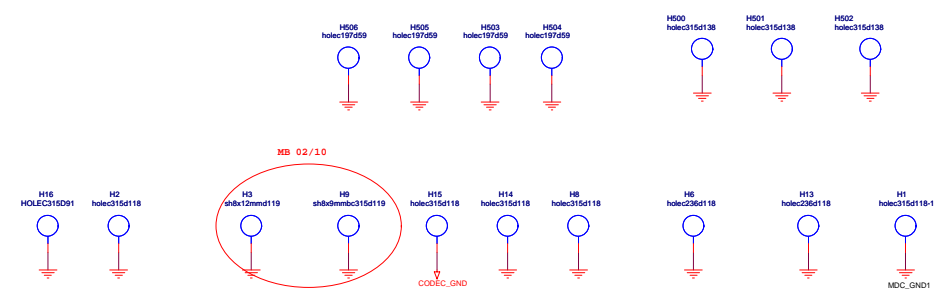 H506 H505 H503 H504 H500 H501 H502
holec197d59 holec197d59 holec197d59 holec197d59 holec315d138 holec315d138 holec315d138
MB 02/10
H16 H2 H3 H9 H15 H14 H8 H6 H13 H1
HOLEC315D91 holec315d118 sh8x12mmd119 sh8x9mmbc315d119 holec315d118 holec315d118 holec315d118 holec236d118 holec236d118 holec315d118-1
CODEC_GND MDC_GND1